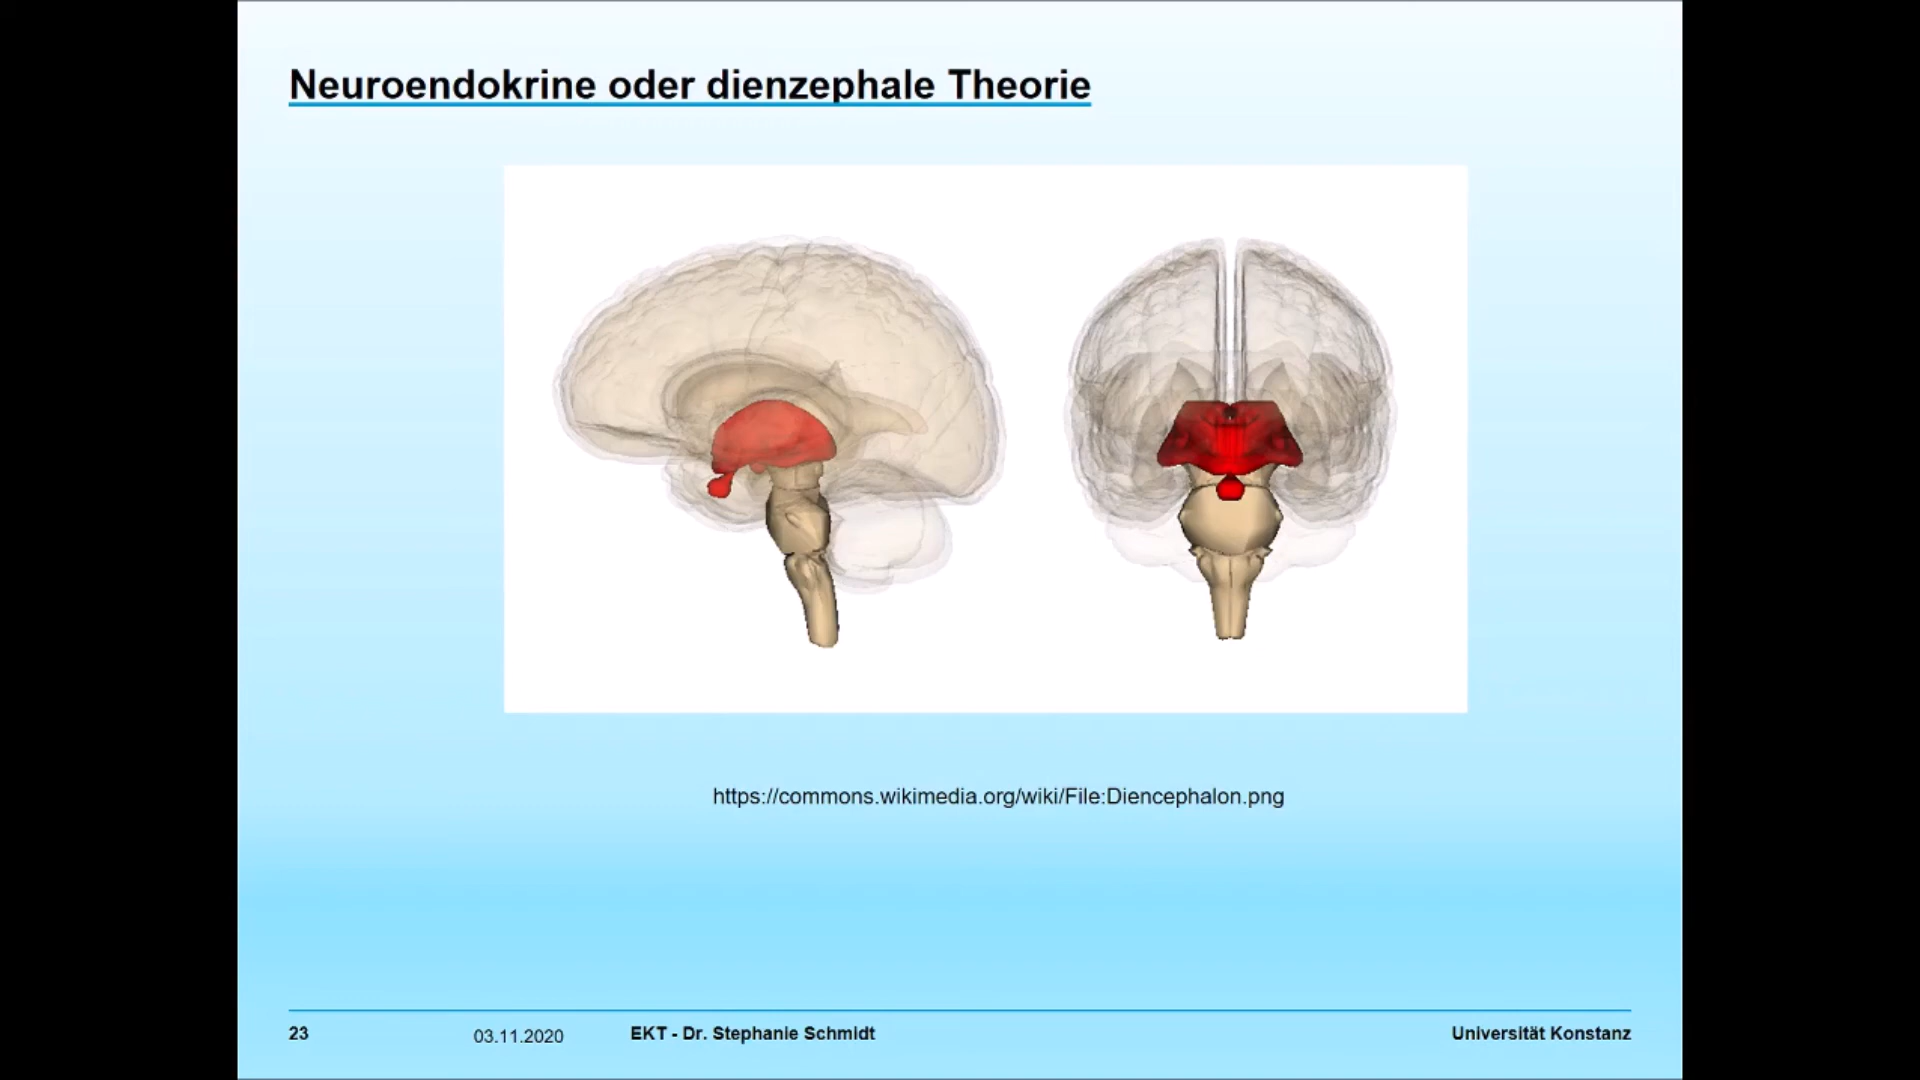 Neuroendokrine oder dienzephale Theorie
https://commons.wikimedia.org/wiki/File:Diencephalon.png
23
03.11.2020
EKT - Dr. Stephanie Schmidt
Universität Konstanz